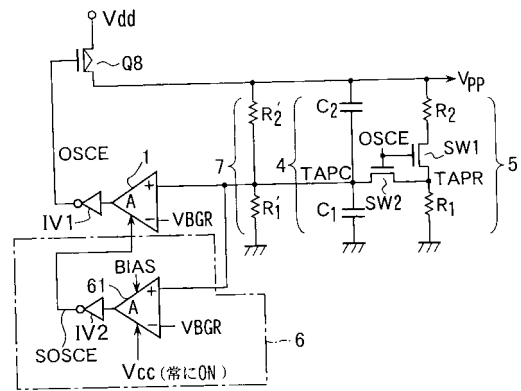 Vdd
Q8
VPP
R2'
C2
R2
OSCE
SW1
OSCE
1
7
4
5
TAPC
TAPR
SW2
IV1
A
+
−
VBGR
R1'
C1
R1
BIAS
61
IV2
A
+
−
VBGR
6
SOSCE
Vcc (常にON)